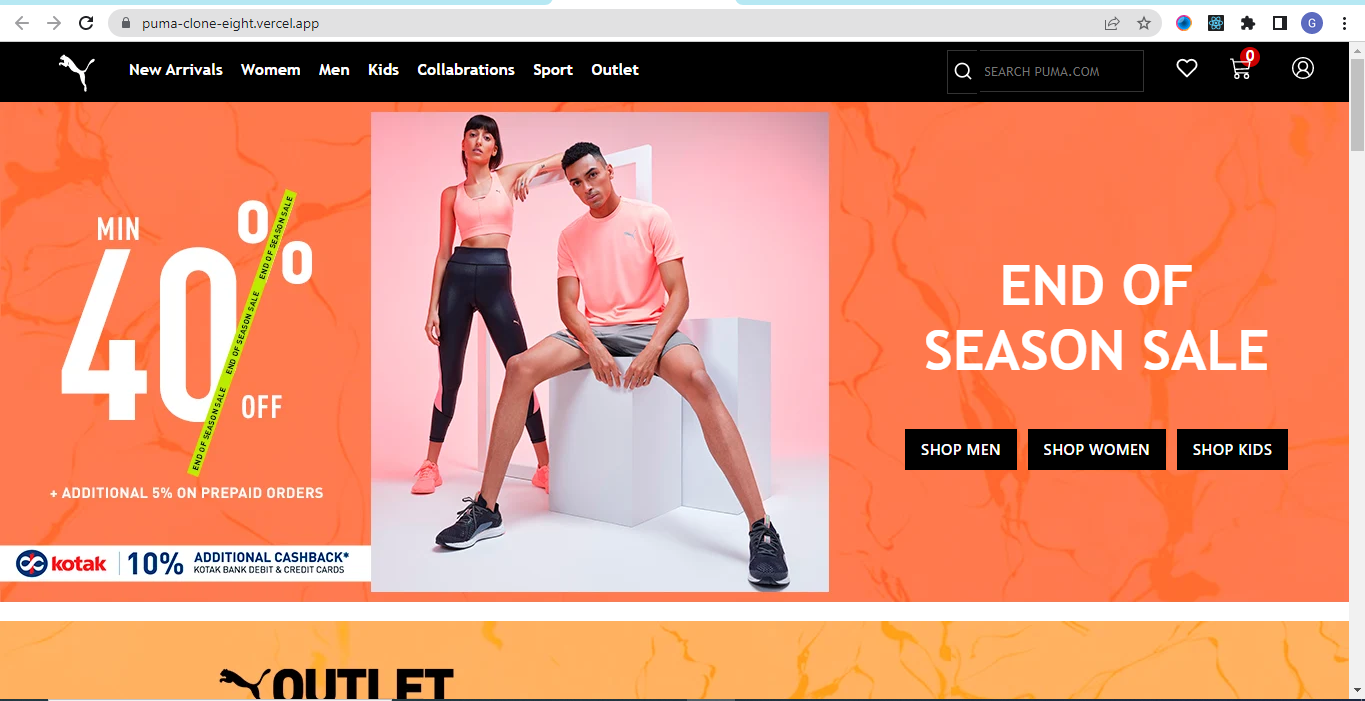 puma-clone-eight.vercel.app
G
New Arrivals Womem Men Kids Collabrations Sport Outlet
SEARCH PUMA.COM
0
MIN
40%
OFF
END OF SEASON SALE END OF SEASON SALE END OF SEASON SALE
+ ADDITIONAL 5% ON PREPAID ORDERS
kotak 10% ADDITIONAL CASHBACK*
KOTAK BANK DEBIT & CREDIT CARDS
END OF
SEASON SALE
SHOP MEN SHOP WOMEN SHOP KIDS
OUTLET